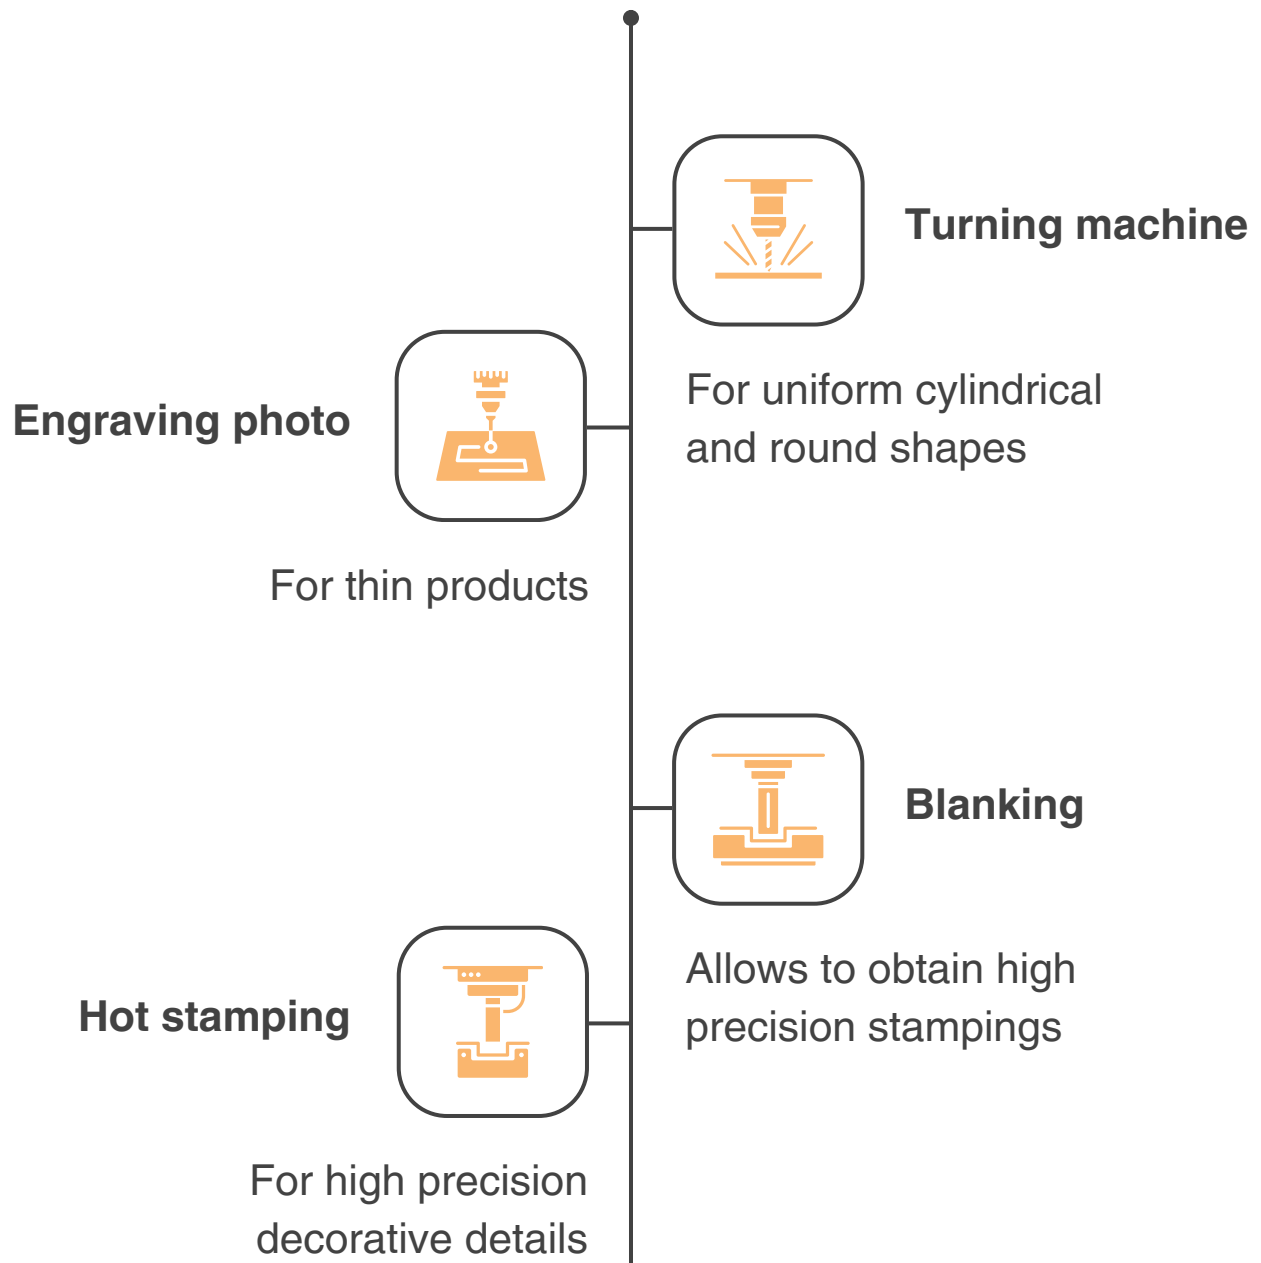 Turning machine
For uniform cylindrical
and round shapes
Engraving photo
For thin products
Blanking
Allows to obtain high
precision stampings
Hot stamping
For high precision
decorative details